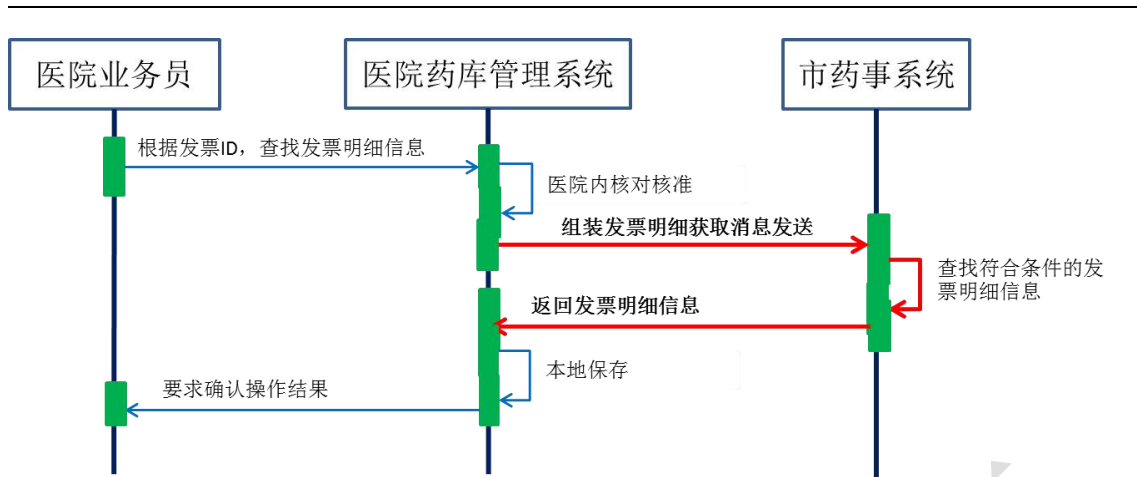 医院业务员
医院药库管理系统
市药事系统
根据发票ID，查找发票明细信息
医院内核对核准
组装发票明细获取消息发送
查找符合条件的发
票明细信息
返回发票明细信息
本地保存
要求确认操作结果